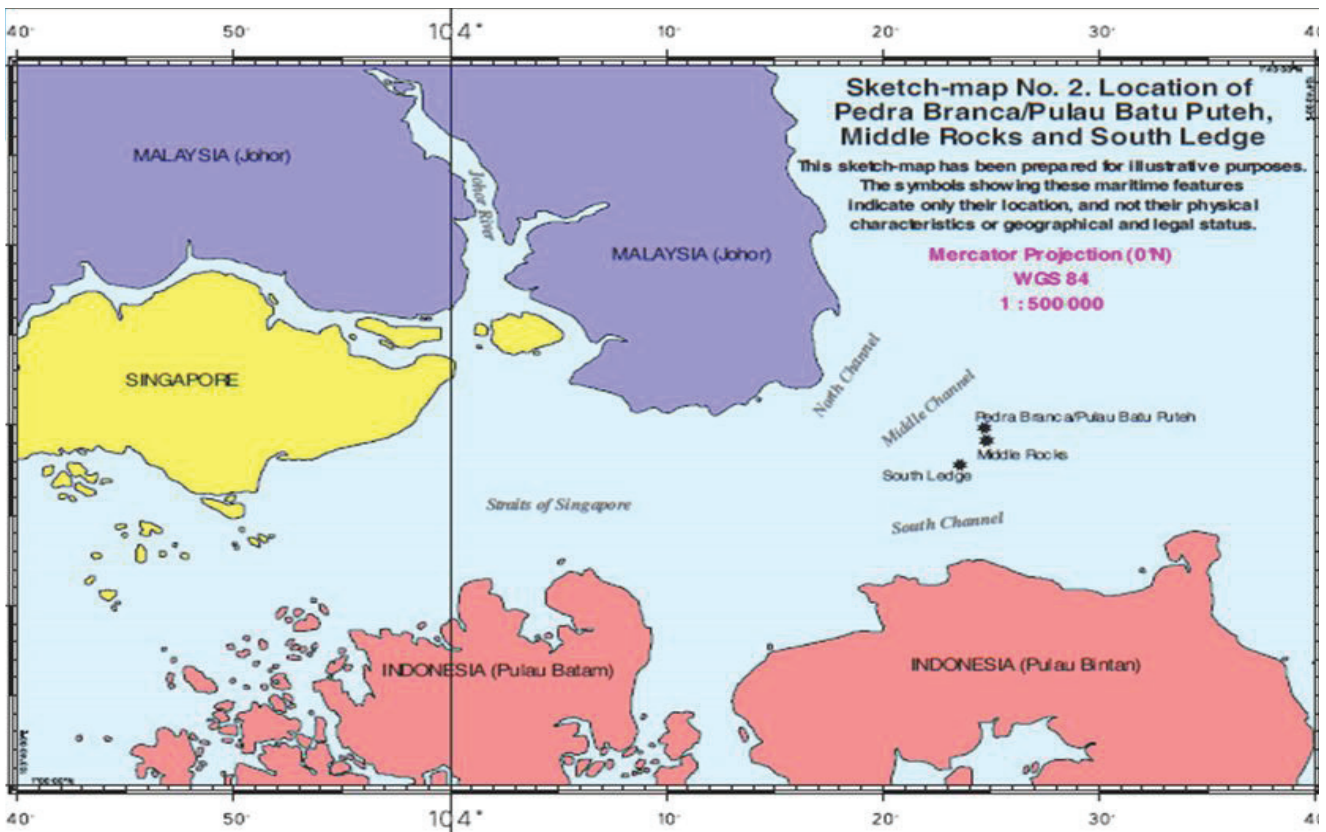 40'
50'
104°
10'
20'
30'
Sketch-map No. 2. Location of
Pedra Branca/Pulau Batu Puteh,
Middle Rocks and South Ledge
This sketch-map has been prepared for illustrative purposes.
The symbols showing these maritime features
indicate only their location, and not their physical
characteristics or geographical and legal status.
Mercator Projection (0°N)
WGS 84
1 : 500 000
MALAYSIA (Johor)
Johor River
MALAYSIA (Johor)
SINGAPORE
North Channel
Middle Channel
Pedra Branca/Pulau Batu Puteh
Middle Rocks
South Ledge
Straits of Singapore
South Channel
INDONESIA (Pulau Batam)
INDONESIA (Pulau Bintan)
40'
50'
104°
10'
20'
30'